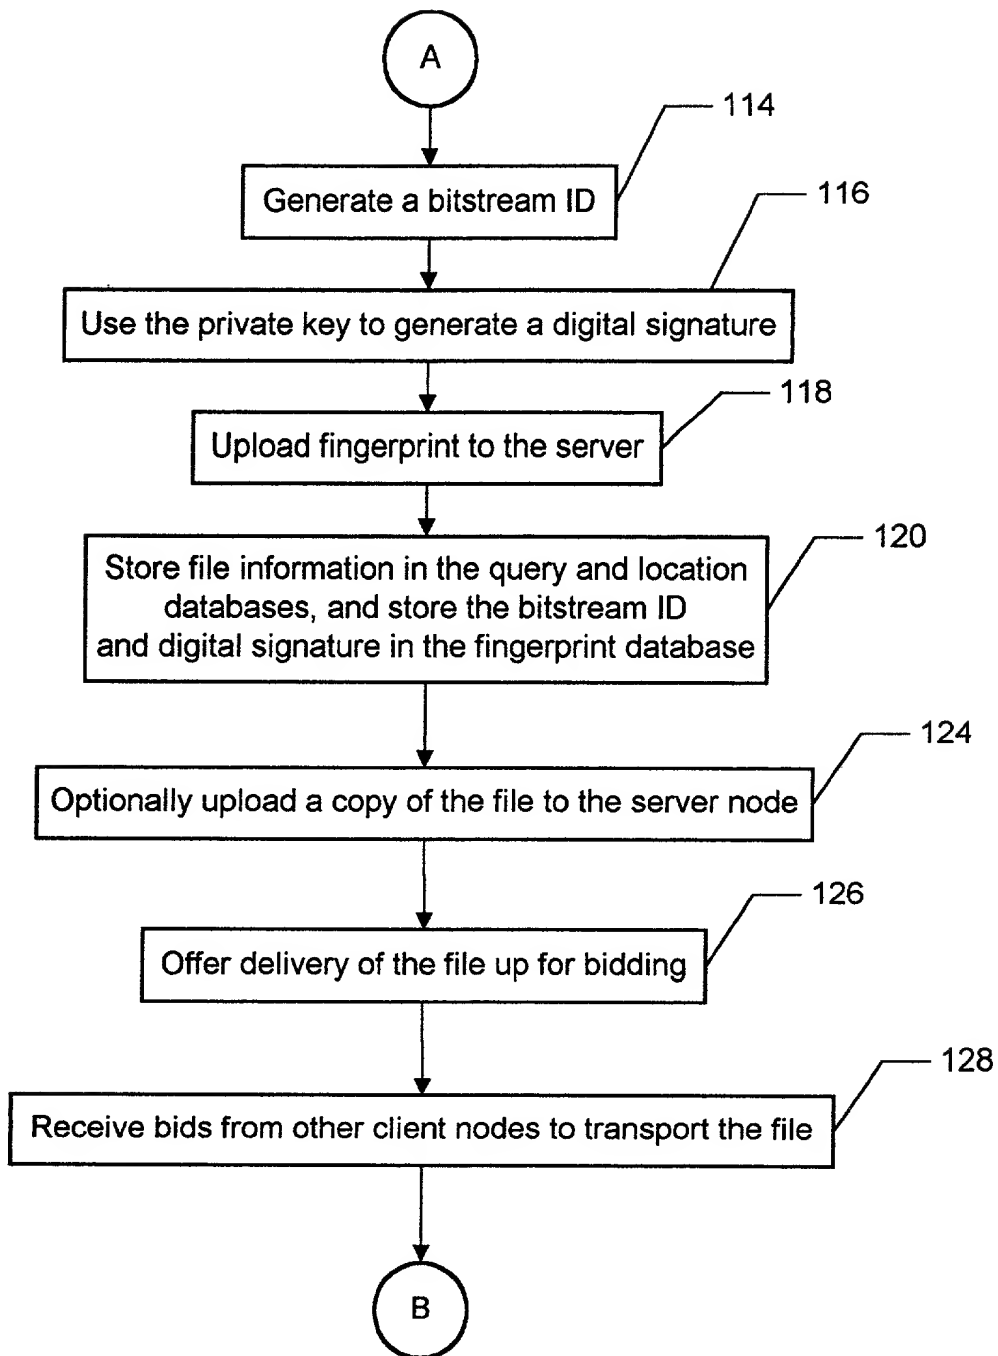 A
114
Generate a bitstream ID
116
Use the private key to generate a digital signature
118
Upload fingerprint to the server
120
Store file information in the query and location
databases, and store the bitstream ID
and digital signature in the fingerprint database
124
Optionally upload a copy of the file to the server node
126
Offer delivery of the file up for bidding
128
Receive bids from other client nodes to transport the file
B